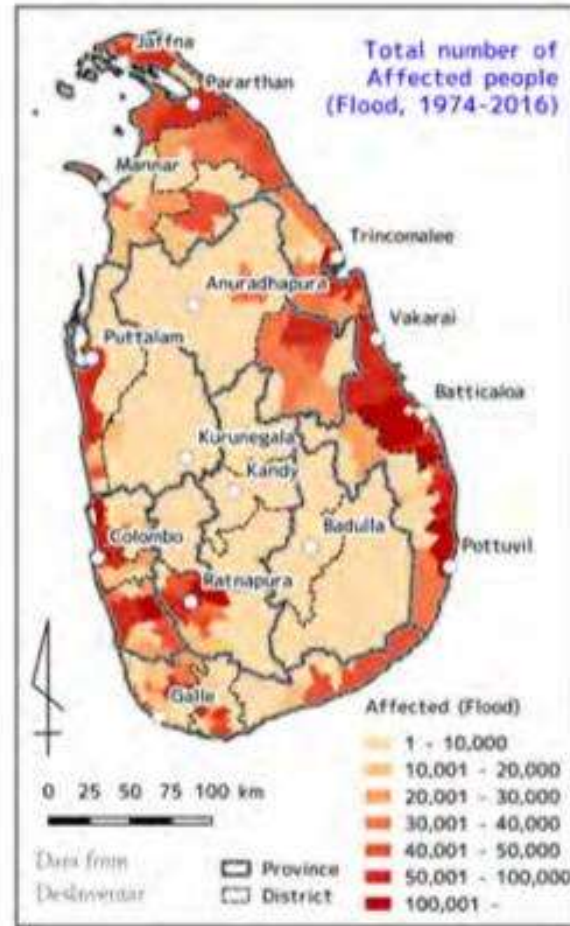 Total number of
Affected people
(Flood, 1974-2016)
Jaffna
Pararthan
Mannar
Trincomalee
Anuradhapura
Vakarai
Puttalam
Batticaloa
Kurunegala
Kandy
Badulla
Colombo
Pottuvil
Ratnapura
Galle
Affected (Flood)
1 - 10,000
10,001 - 20,000
20,001 - 30,000
30,001 - 40,000
40,001 - 50,000
50,001 - 100,000
100,001 -
0 25 50 75 100 km
Data from
DesInventar
Province
District